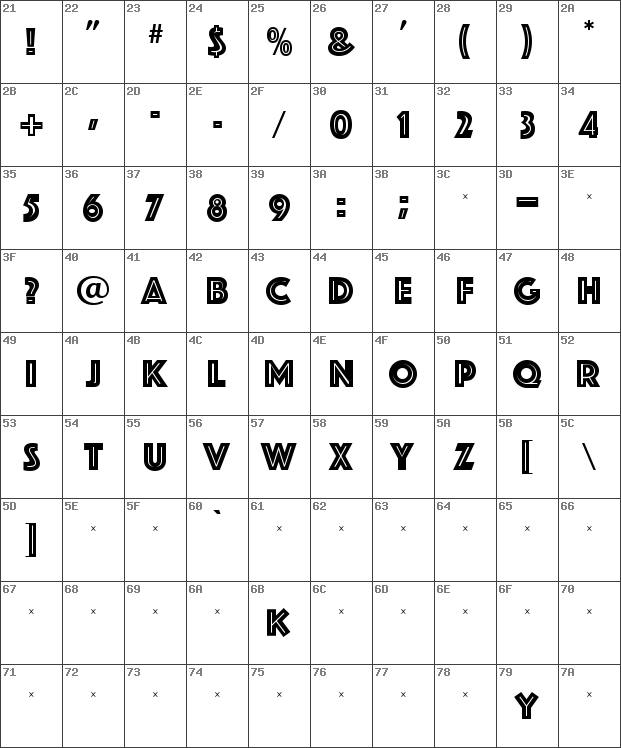 21 22 23 24 25 26 27 28 29 2A
! " # $ % & ' ( ) *
2B 2C 2D 2E 2F 30 31 32 33 34
+ , - . / 0 1 2 3 4
35 36 37 38 39 3A 3B 3C 3D 3E
5 6 7 8 9 : ; × = ×
3F 40 41 42 43 44 45 46 47 48
? @ A B C D E F G H
49 4A 4B 4C 4D 4E 4F 50 51 52
I J K L M N O P Q R
53 54 55 56 57 58 59 5A 5B 5C
S T U V W X Y Z [ \
5D 5E 5F 60 61 62 63 64 65 66
] × × ` × × × × × ×
67 68 69 6A 6B 6C 6D 6E 6F 70
× × × × K × × × × ×
71 72 73 74 75 76 77 78 79 7A
× × × × × × × × Y ×